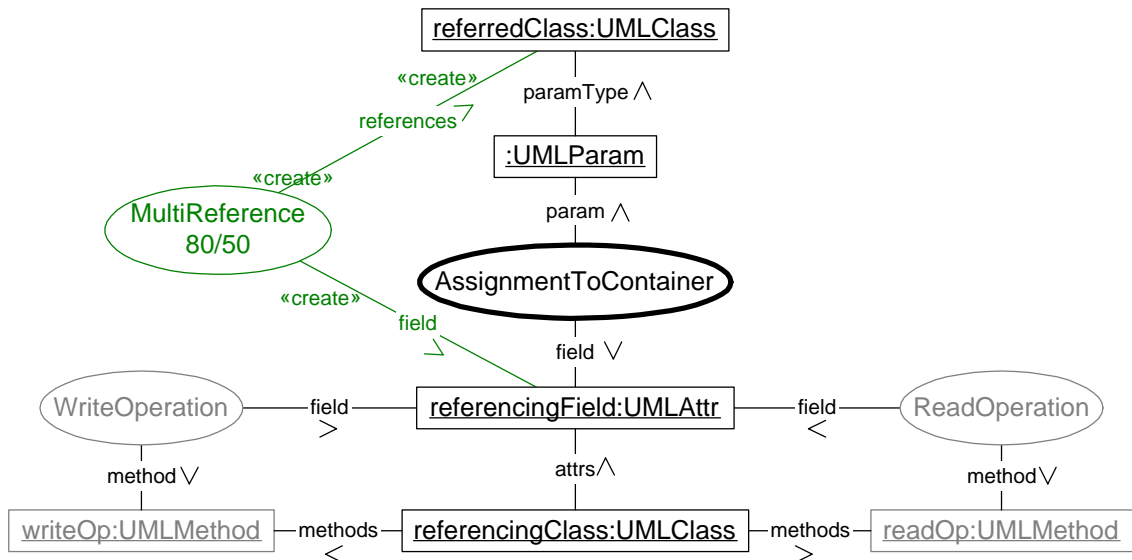 referredClass:UMLClass
«create»
paramType
references
:UMLParam
«create»
MultiReference
80/50
param
AssignmentToContainer
«create»
field
field
WriteOperation
field
referencingField:UMLAttr
field
ReadOperation
method
attrs
method
writeOp:UMLMethod
methods
referencingClass:UMLClass
methods
readOp:UMLMethod